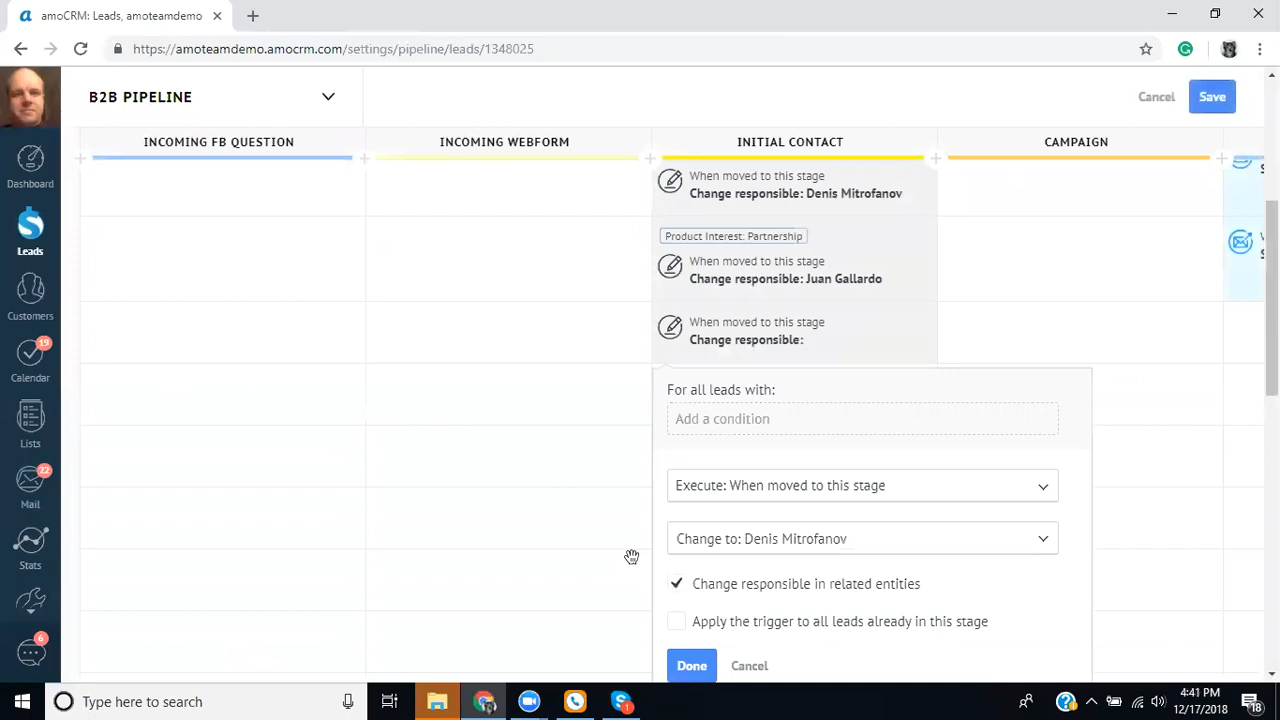 amoCRM: Leads, amoteamdemo
https://amoteamdemo.amocrm.com/settings/pipeline/leads/1348025
B2B PIPELINE
Cancel
Save
INCOMING FB QUESTION
INCOMING WEBFORM
INITIAL CONTACT
CAMPAIGN
Dashboard
Leads
Customers
19
Calendar
Lists
22
Mail
Stats
6
When moved to this stage
Change responsible: Denis Mitrofanov
Product Interest: Partnership
When moved to this stage
Change responsible: Juan Gallardo
When moved to this stage
Change responsible:
For all leads with:
Add a condition
Execute: When moved to this stage
Change to: Denis Mitrofanov
Change responsible in related entities
Apply the trigger to all leads already in this stage
Done
Cancel
Type here to search
1
4:41 PM
12/17/2018
18